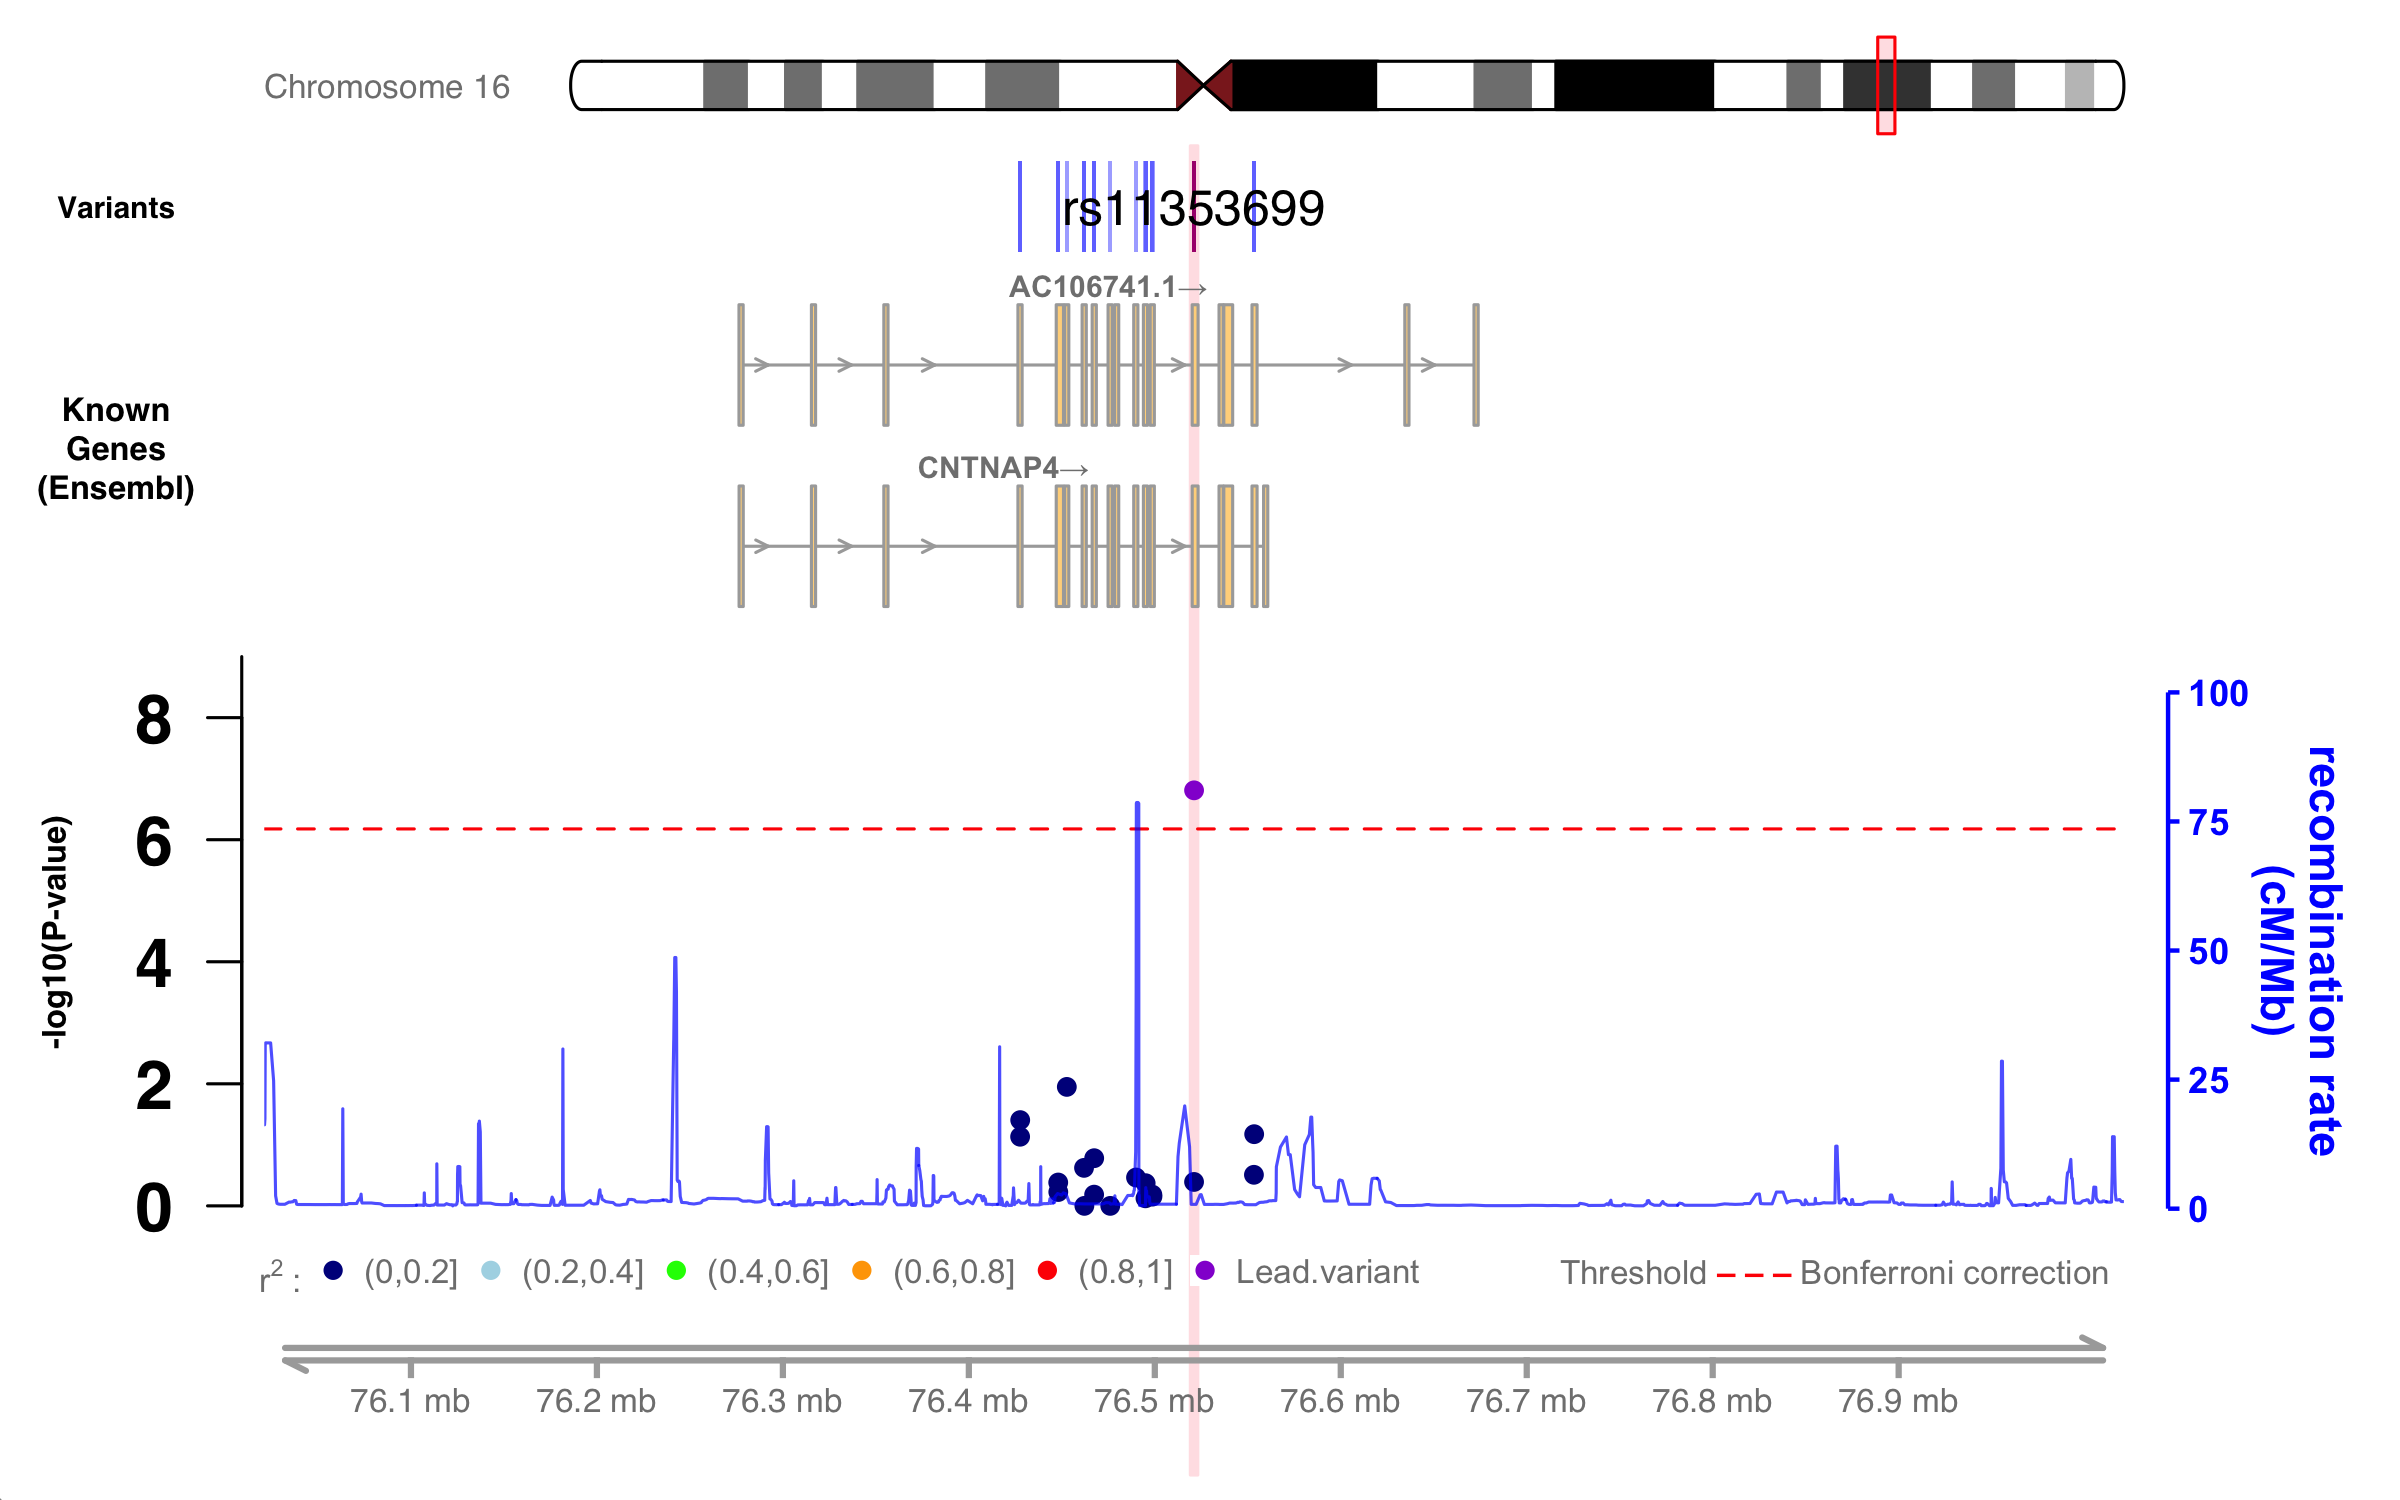 Chromosome 16
Variants
rs11353699
AC106741.1→
Known
Genes
(Ensembl)
CNTNAP4→
-log10(P-value)
8
6
4
2
0
100
75
50
25
0
recombination rate
(cM/Mb)
r2 : (0,0.2] (0.2,0.4] (0.4,0.6] (0.6,0.8] (0.8,1] Lead.variant Threshold Bonferroni correction
76.1 mb 76.2 mb 76.3 mb 76.4 mb 76.5 mb 76.6 mb 76.7 mb 76.8 mb 76.9 mb